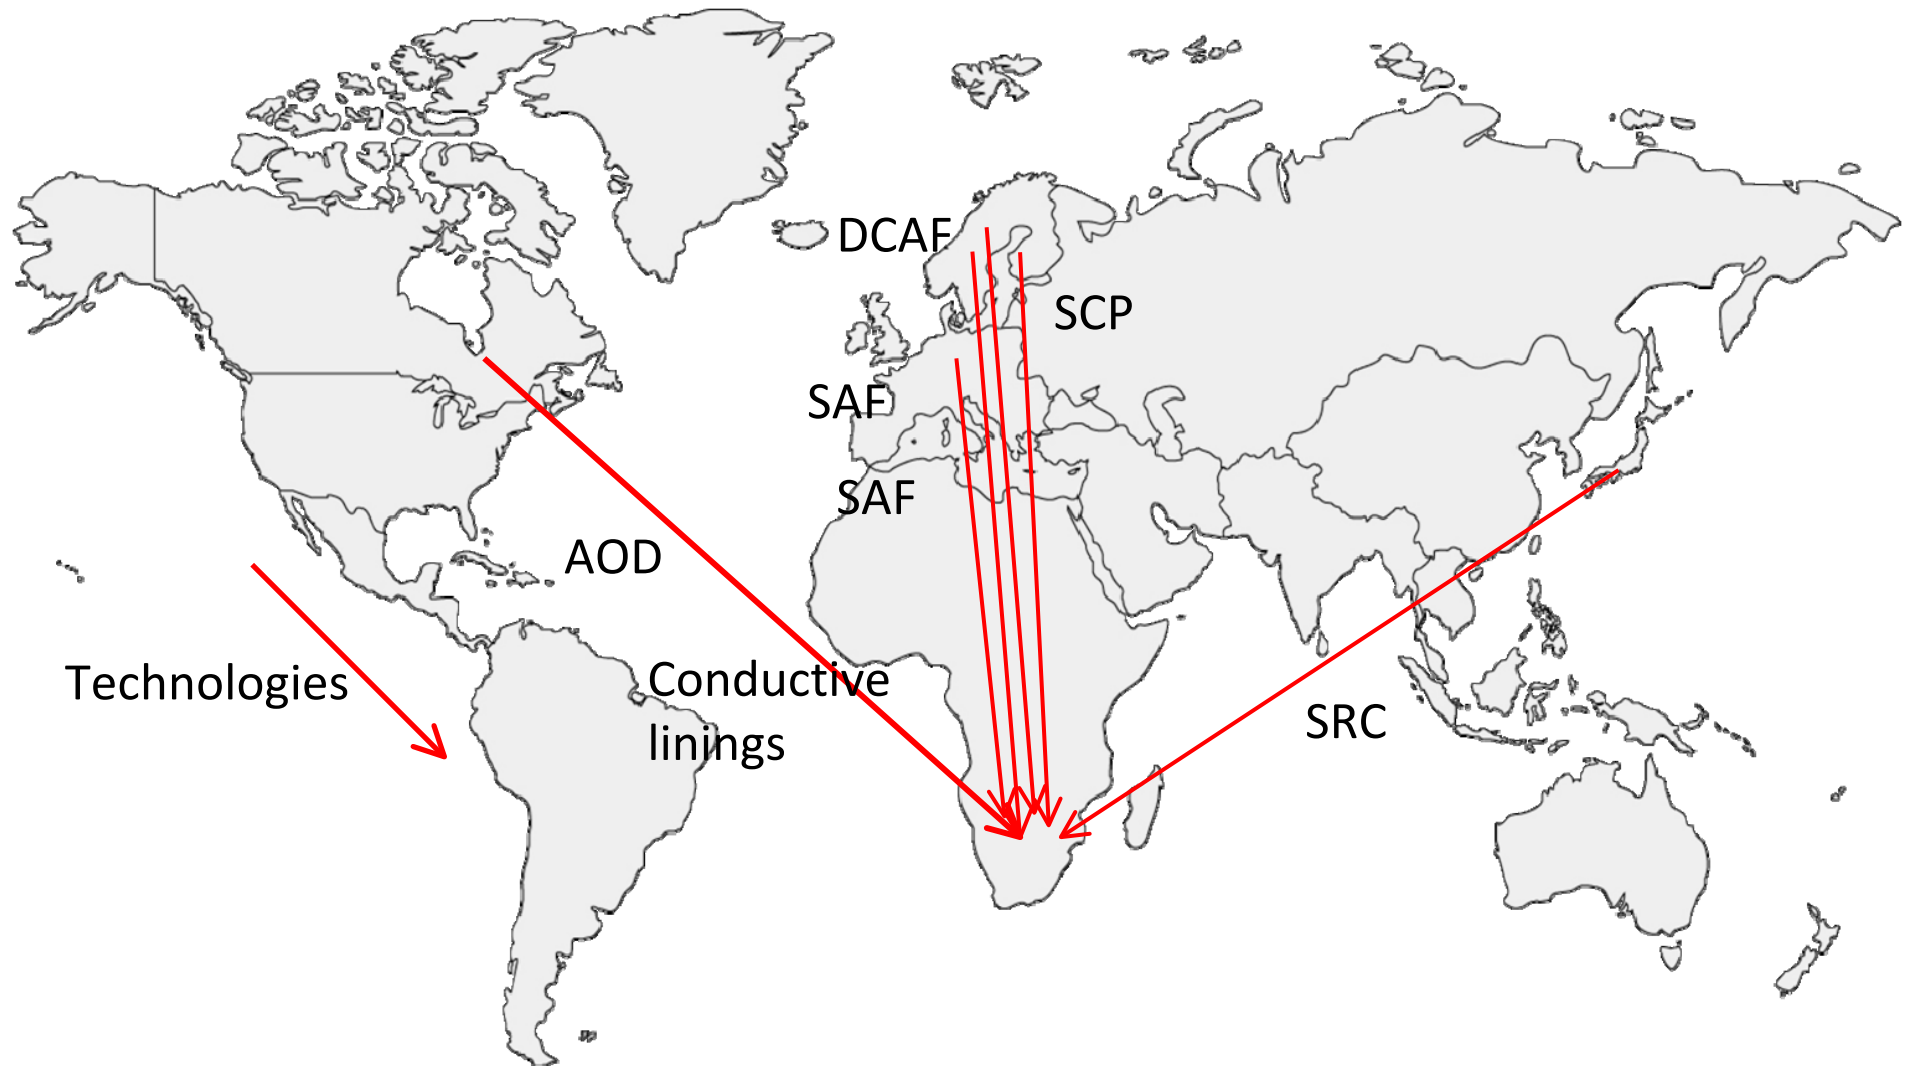 DCAF
SCP
SAF
SAF
AOD
Technologies
Conductive
linings
SRC